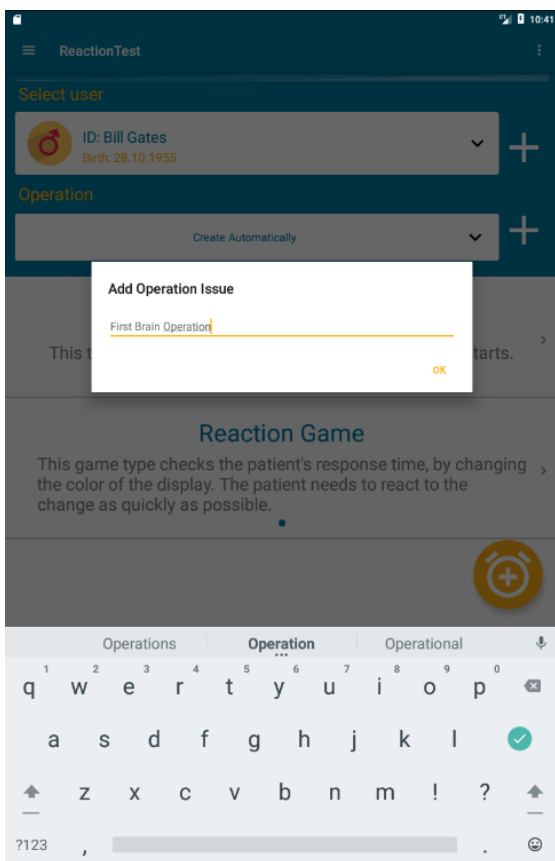 10:41
ReactionTest
Select user
ID: Bill Gates
Birth: 28.10.1955
Operation
Create Automatically
Add Operation Issue
First Brain Operation
OK
This t
tarts.
Reaction Game
This game type checks the patient's response time, by changing
the color of the display. The patient needs to react to the
change as quickly as possible.
Operations Operation Operational
1 2 3 4 5 6 7 8 9 0
q w e r t y u i o p
a s d f g h j k l
z x c v b n m ! ?
?123 , .